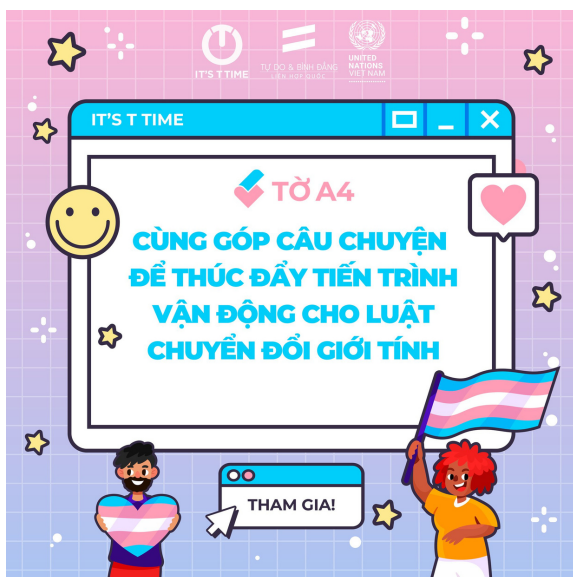 IT'S T TIME
TỰ DO & BÌNH ĐẲNG
LIÊN HỢP QUỐC
UNITED
NATIONS
VIET NAM
IT'S T TIME
TỜ A4
CÙNG GÓP CÂU CHUYỆN
ĐỂ THÚC ĐẨY TIẾN TRÌNH
VẬN ĐỘNG CHO LUẬT
CHUYỂN ĐỔI GIỚI TÍNH
THAM GIA!